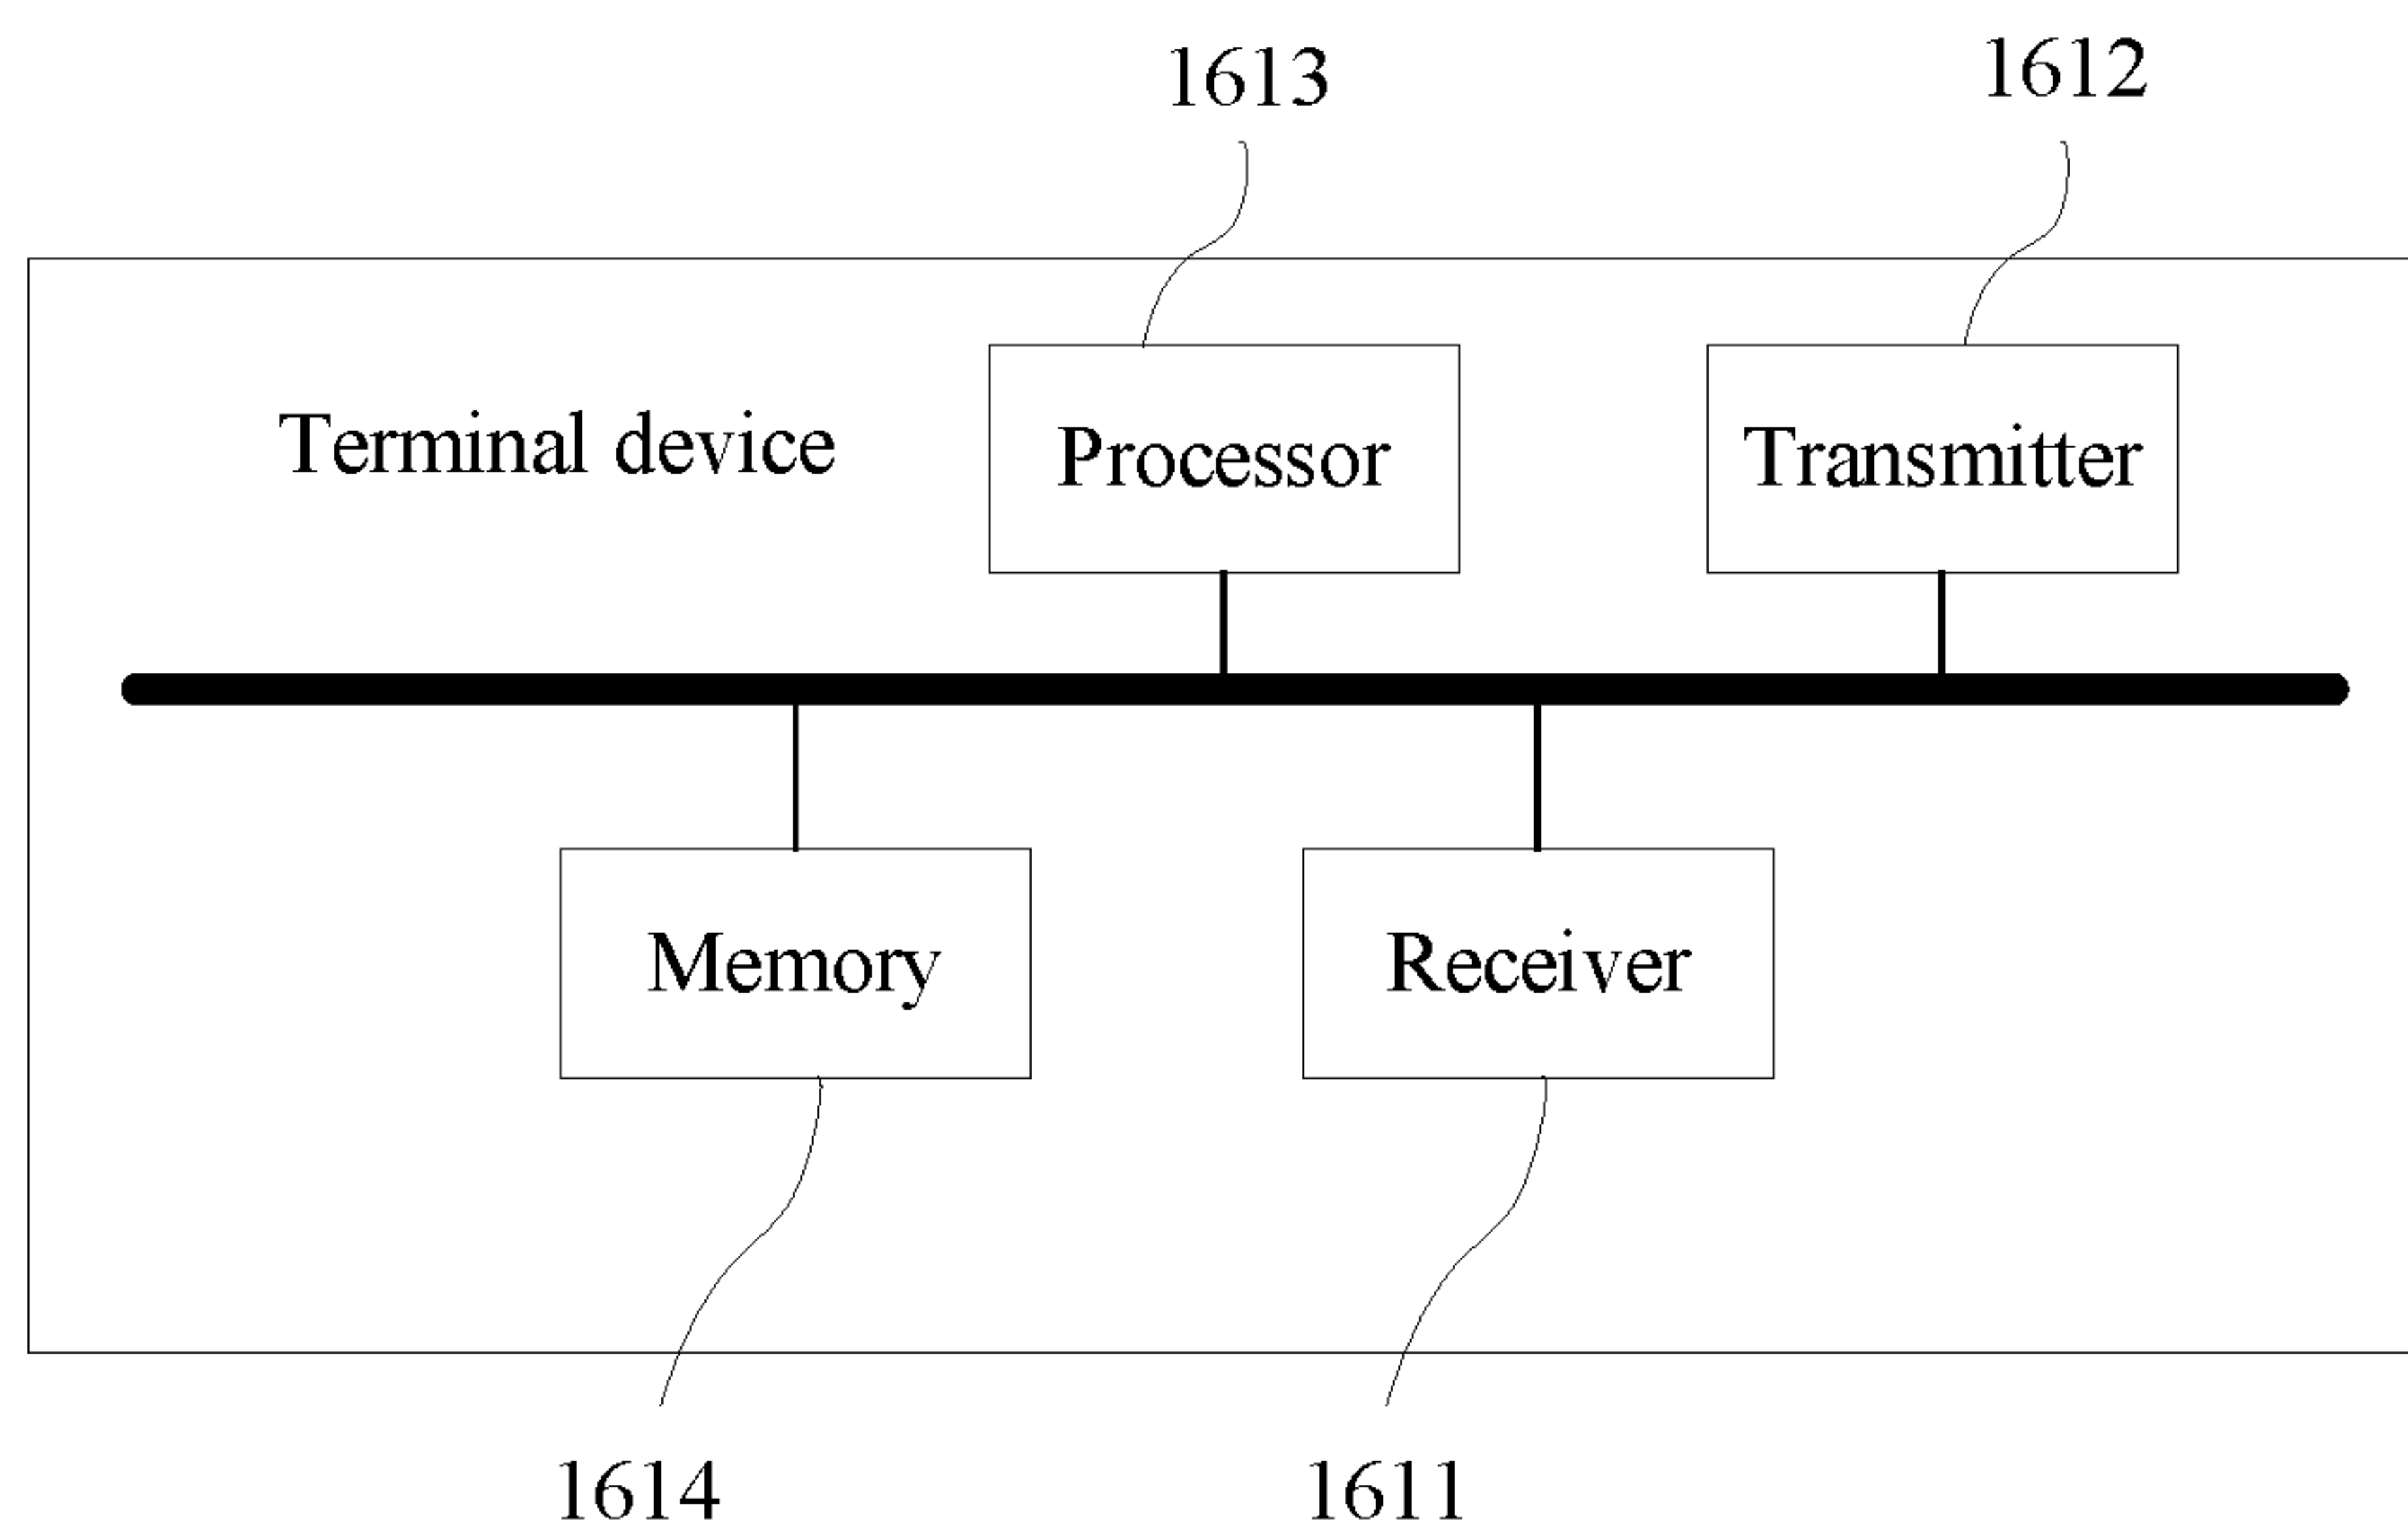 1613
1612
Terminal device
Processor
Transmitter
Memory
Receiver
1614
1611